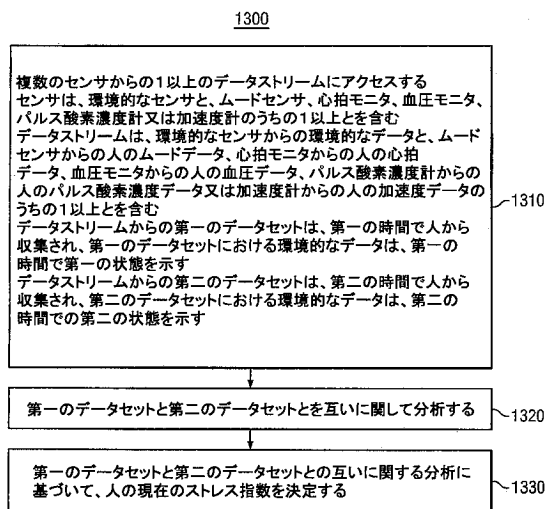 1300
複数のセンサからの1以上のデータストリームにアクセスする
センサは、環境的なセンサと、ムードセンサ、心拍モニタ、血圧モニタ、
パルス酸素濃度計又は加速度計のうちの1以上とを含む
データストリームは、環境的なセンサからの環境的なデータと、ムード
センサからの人のムードデータ、心拍モニタからの人の心拍
データ、血圧モニタからの人の血圧データ、パルス酸素濃度計からの
人のパルス酸素濃度データ又は加速度計からの人の加速度データの
うちの1以上とを含む
データストリームからの第一のデータセットは、第一の時間で人から
収集され、第一のデータセットにおける環境的なデータは、第一の
時間で第一の状態を示す
データストリームからの第二のデータセットは、第二の時間で人から
収集され、第二のデータセットにおける環境的なデータは、第二の
時間での第二の状態を示す
1310
第一のデータセットと第二のデータセットとを互いに関して分析する
1320
第一のデータセットと第二のデータセットとの互いに関する分析に
基づいて、人の現在のストレス指数を決定する
1330